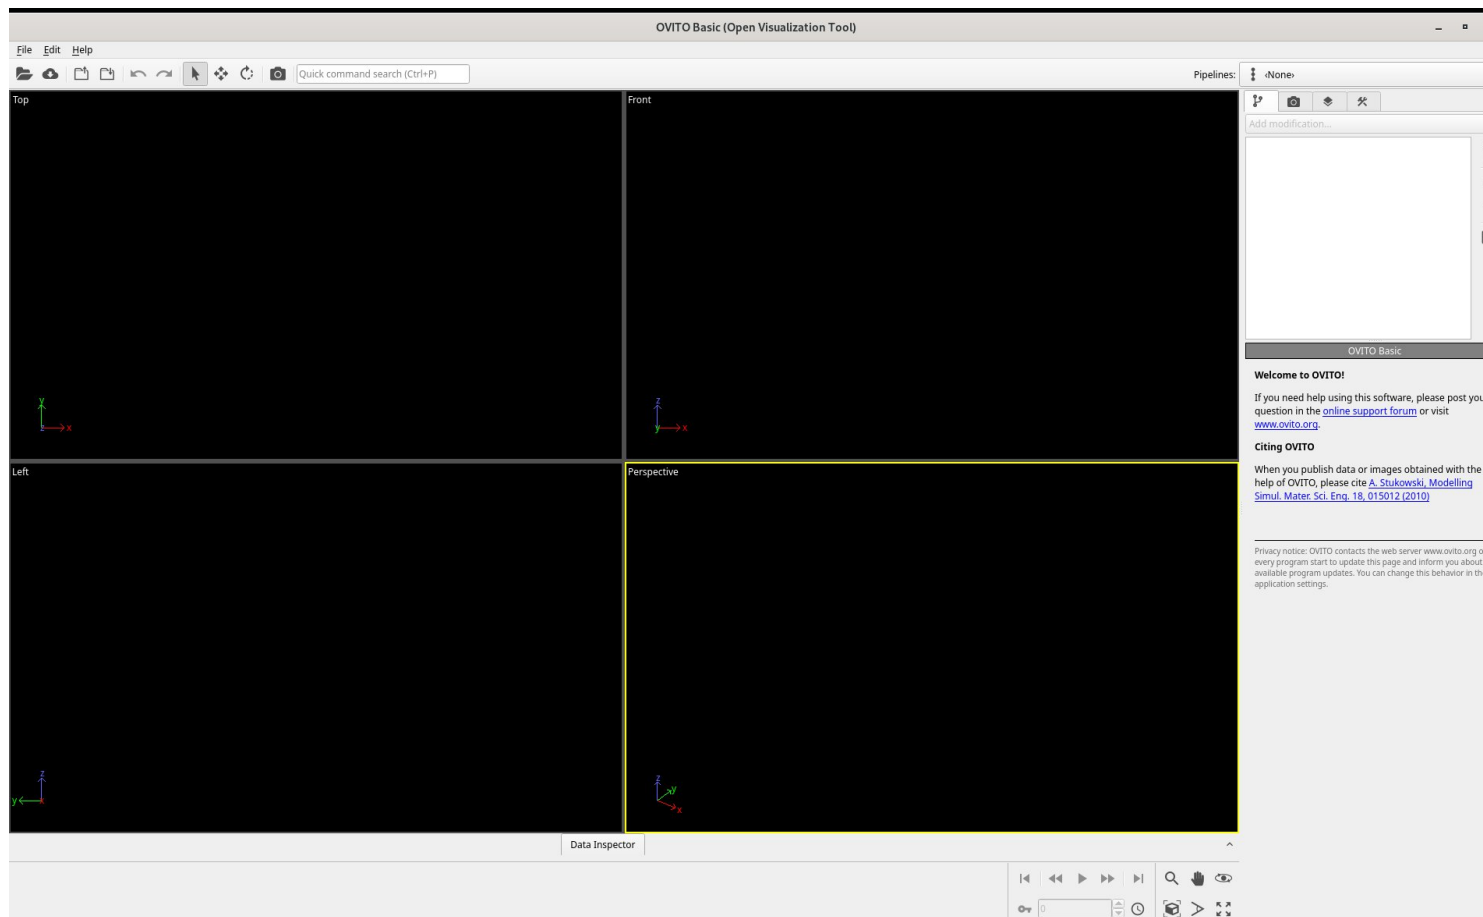 OVITO Basic (Open Visualization Tool)
File Edit Help
Quick command search (Ctrl+P)
Pipelines:
‹None›
Top
Front
Add modification...
y
z x
z
y x
OVITO Basic
Welcome to OVITO!
If you need help using this software, please post you
question in the online support forum or visit
www.ovito.org.
Citing OVITO
When you publish data or images obtained with the
help of OVITO, please cite A. Stukowski, Modelling
Simul. Mater. Sci. Eng. 18, 015012 (2010)
Privacy notice: OVITO contacts the web server www.ovito.org o
every program start to update this page and inform you about
available program updates. You can change this behavior in th
application settings.
Left
Perspective
z
y x
z
y
x
Data Inspector
0